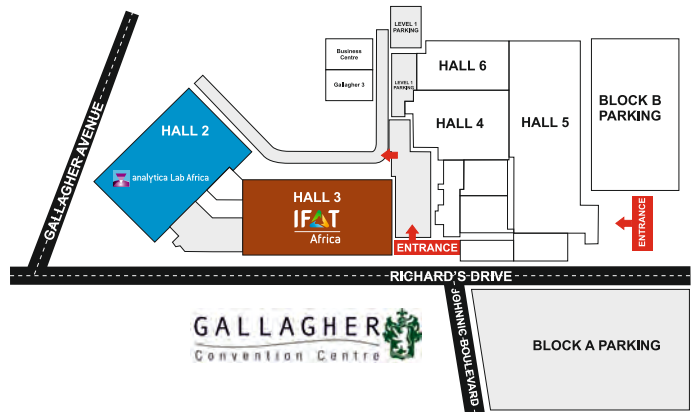 LEVEL 1
PARKING
Business
Centre
Gallagher 3
LEVEL 1
PARKING
HALL 6
HALL 4
HALL 5
BLOCK B
PARKING
HALL 2
analytica Lab Africa
GALLAGHER AVENUE
HALL 3
IFAT
Africa
ENTRANCE
ENTRANCE
RICHARD'S DRIVE
JOHNNIC BOULEVARD
BLOCK A PARKING
GALLAGHER
Convention Centre